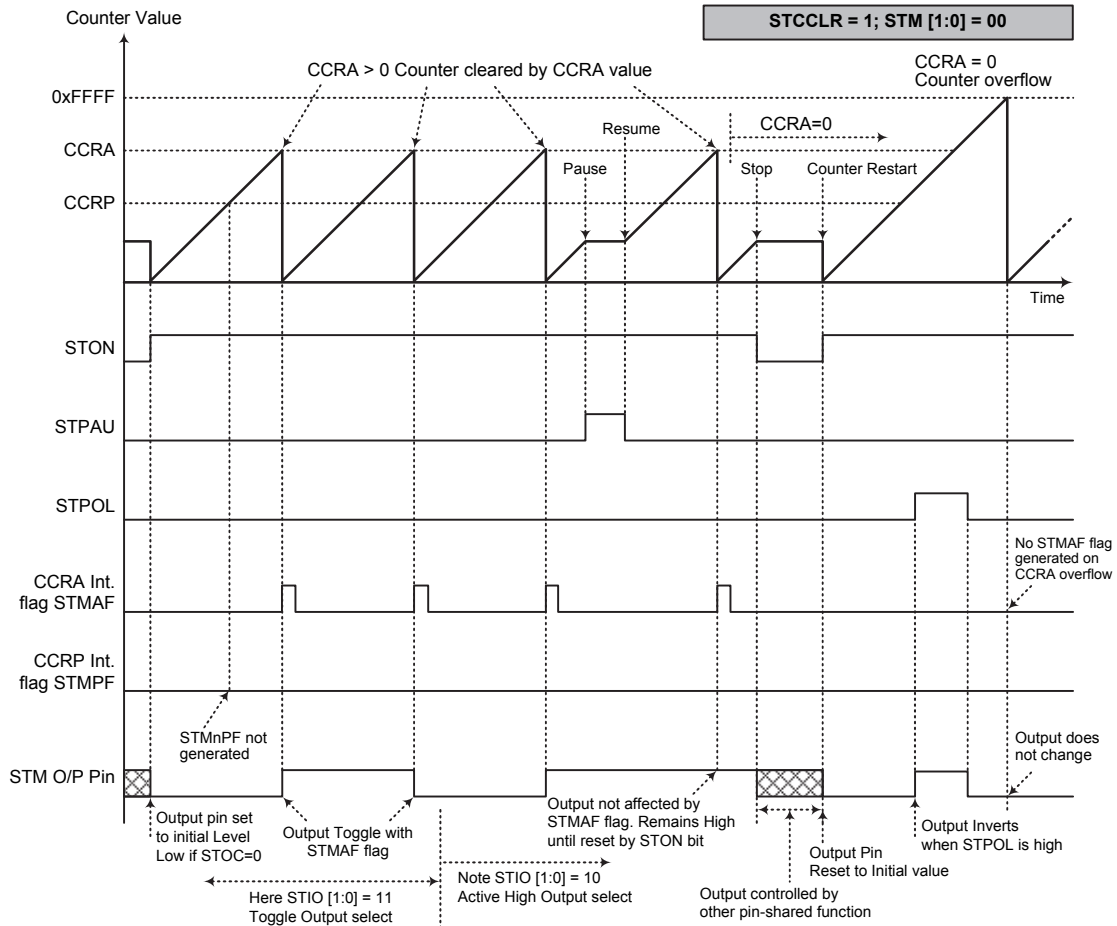 Counter Value
STCCLR = 1; STM [1:0] = 00
CCRA > 0 Counter cleared by CCRA value
CCRA = 0
Counter overflow
0xFFFF
CCRA=0
Resume
CCRA
Pause
Stop
Counter Restart
CCRP
Time
STON
STPAU
STPOL
No STMAF flag
generated on
CCRA overflow
CCRA Int.
flag STMAF
CCRP Int.
flag STMPF
STMnPF not
generated
Output does
not change
STM O/P Pin
Output pin set
to initial Level
Low if STOC=0
Output Toggle with
STMAF flag
Output not affected by
STMAF flag. Remains High
until reset by STON bit
Output Inverts
when STPOL is high
Output Pin
Reset to Initial value
Here STIO [1:0] = 11
Toggle Output select
Note STIO [1:0] = 10
Active High Output select
Output controlled by
other pin-shared function